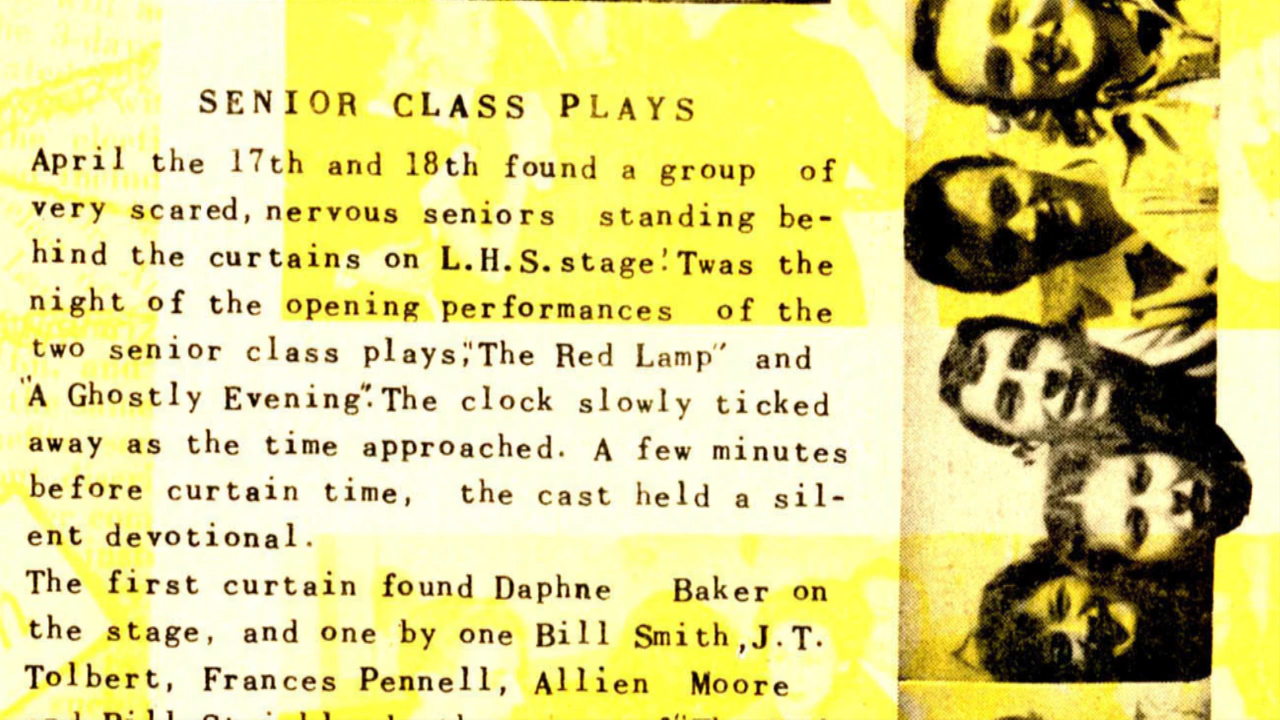 SENIOR CLASS PLAYS
April the 17th and 18th found a group of
very scared, nervous seniors standing be-
hind the curtains on L.H.S. stage.' Twas the
night of the opening performances of the
two senior class plays, "The Red Lamp" and
"A Ghostly Evening". The clock slowly ticked
away as the time approached. A few minutes
before curtain time, the cast held a sil-
ent devotional.
The first curtain found Daphne Baker on
the stage, and one by one Bill Smith, J.T.
Tolbert, Frances Pennell, Allien Moore
and Bill